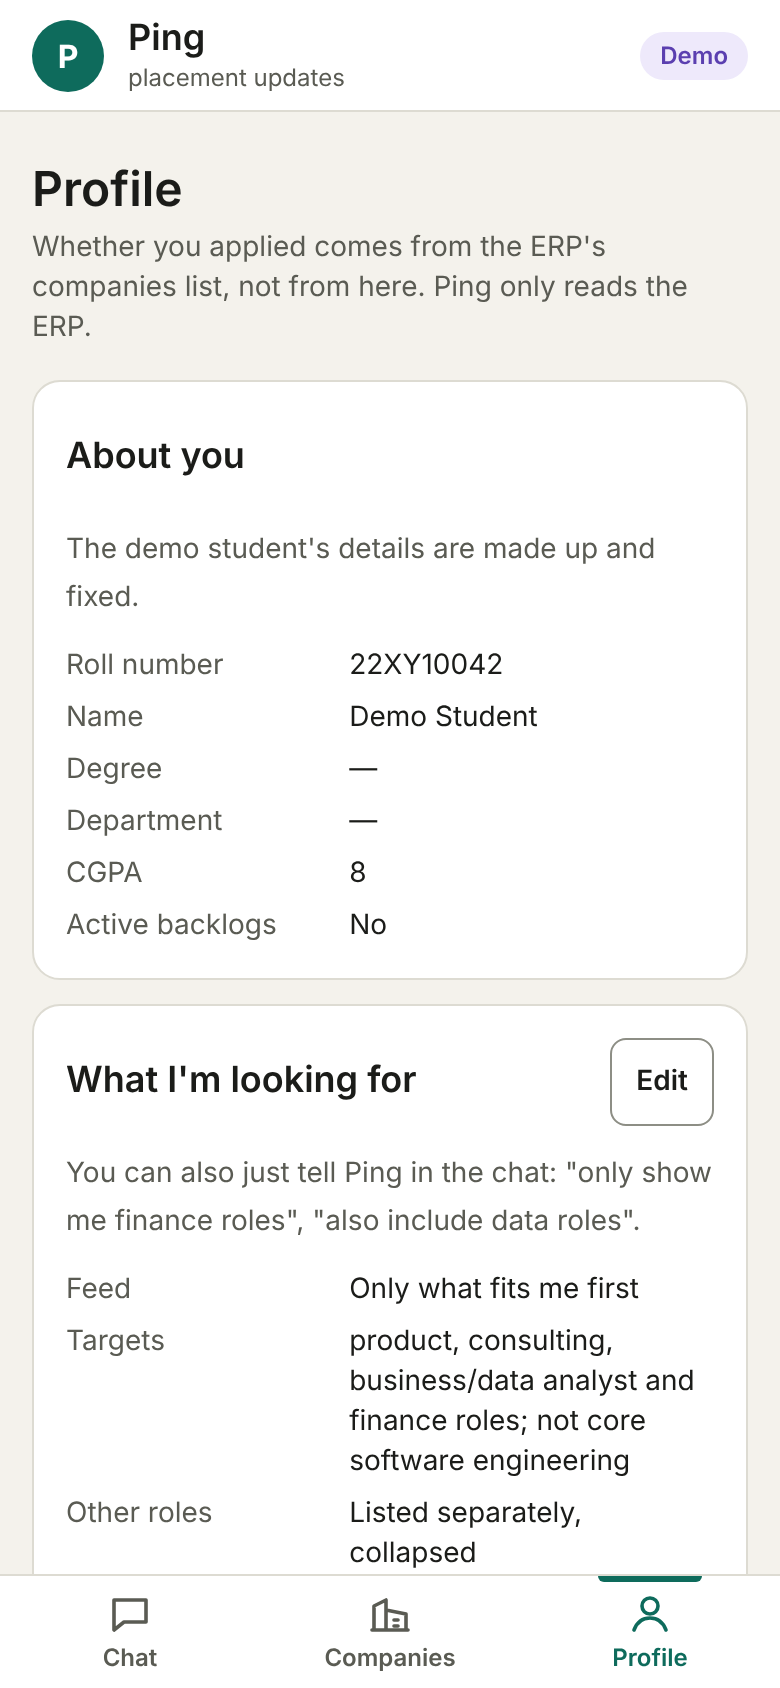 P
Ping
placement updates
Demo
Profile
Whether you applied comes from the ERP's
companies list, not from here. Ping only reads the
ERP.
About you
The demo student's details are made up and
fixed.
Roll number 22XY10042
Name Demo Student
Degree —
Department —
CGPA 8
Active backlogs No
What I'm looking for
Edit
You can also just tell Ping in the chat: "only show
me finance roles", "also include data roles".
Feed Only what fits me first
Targets product, consulting,
business/data analyst and
finance roles; not core
software engineering
Other roles Listed separately,
collapsed
Chat
Companies
Profile